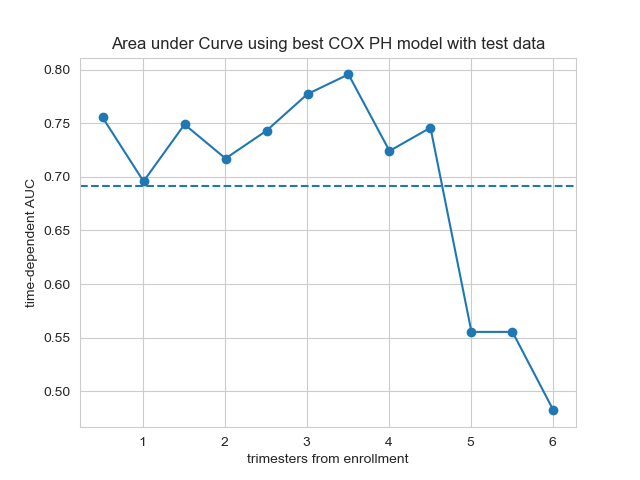 Area under Curve using best COX PH model with test data
time-dependent AUC
0.80
0.75
0.70
0.65
0.60
0.55
0.50
1 2 3 4 5 6
trimesters from enrollment